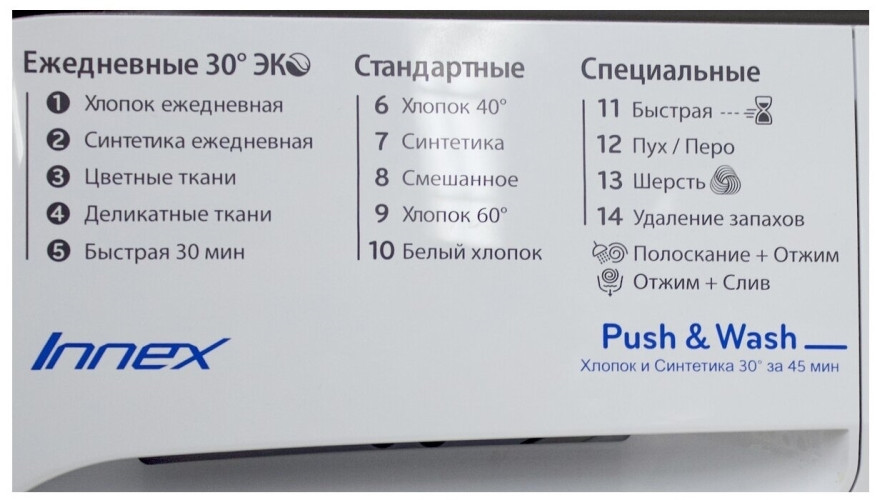 Ежедневные 30° ЭКО
1 Хлопок ежедневная
2 Синтетика ежедневная
3 Цветные ткани
4 Деликатные ткани
5 Быстрая 30 мин
Стандартные
6 Хлопок 40°
7 Синтетика
8 Смешанное
9 Хлопок 60°
10 Белый хлопок
Специальные
11 Быстрая
12 Пух / Перо
13 Шерсть
14 Удаление запахов
Полоскание + Отжим
Отжим + Слив
Innex
Push & Wash
Хлопок и Синтетика 30° за 45 мин